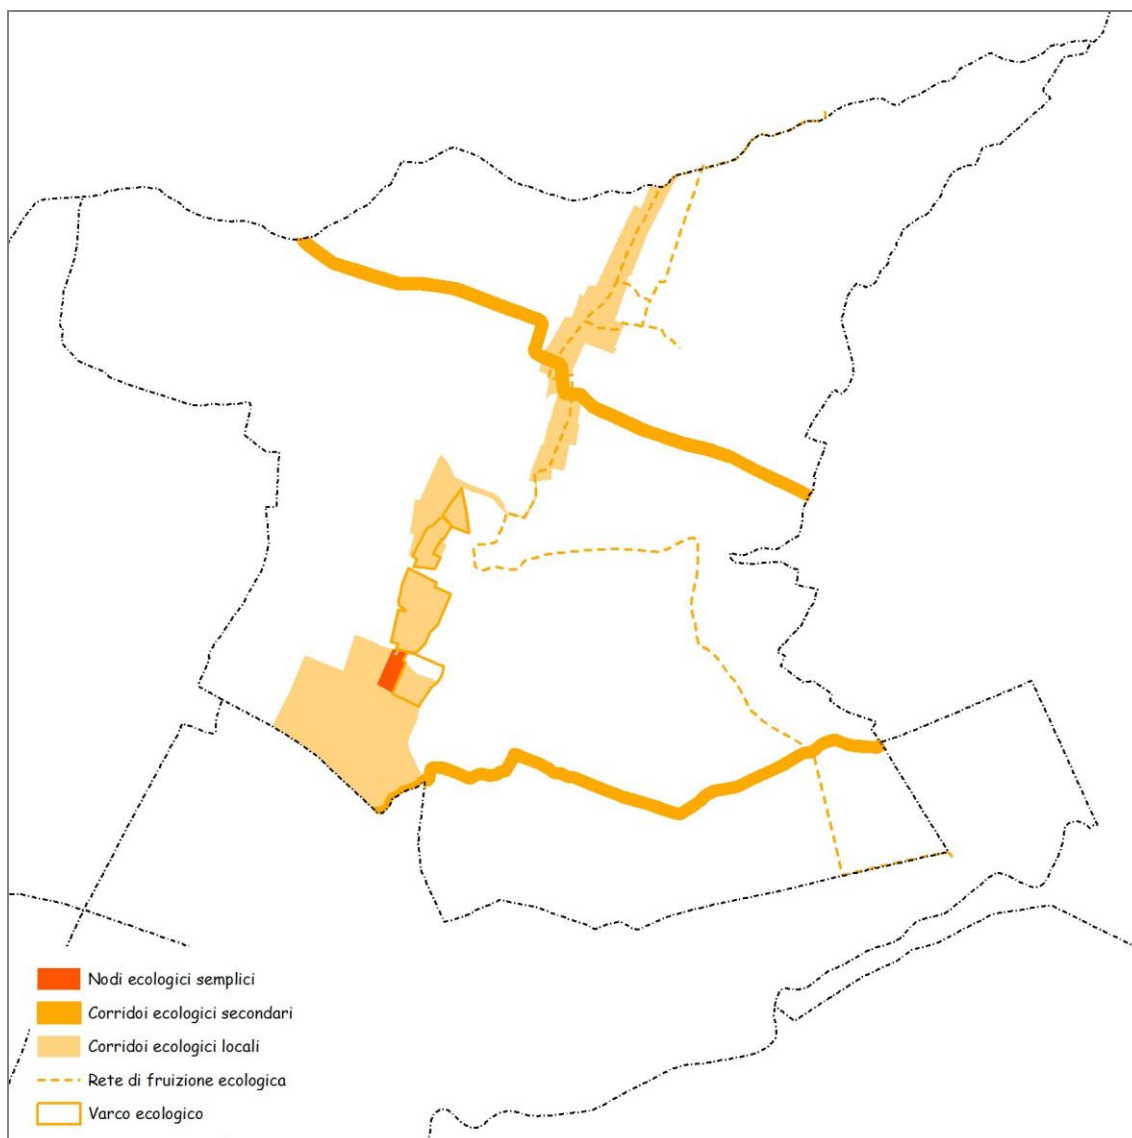 Nodi ecologici semplici
Corridoi ecologici secondari
Corridoi ecologici locali
Rete di fruizione ecologica
Varco ecologico